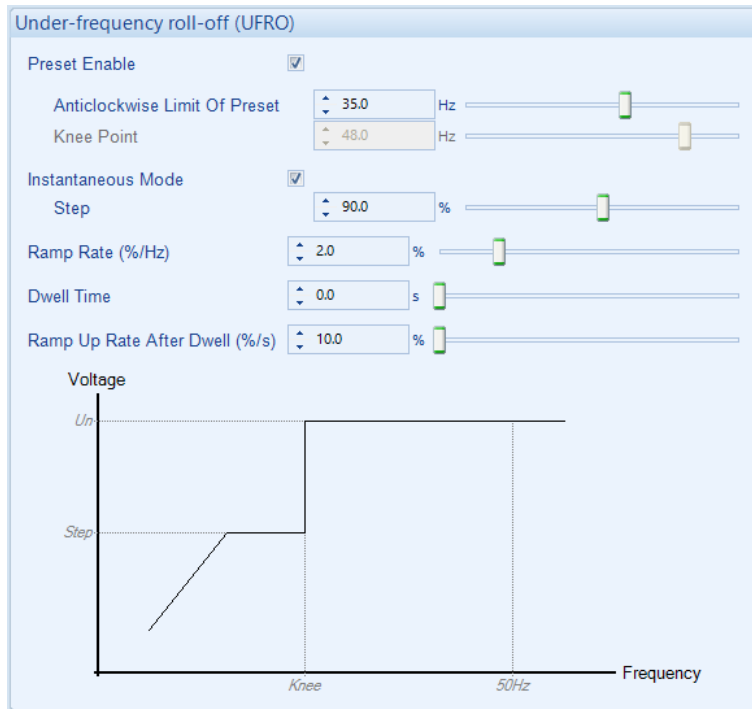 Under-frequency roll-off (UFRO)
Preset Enable
Anticlockwise Limit Of Preset 35.0 Hz
Knee Point 48.0 Hz
Instantaneous Mode
Step 90.0 %
Ramp Rate (%/Hz) 2.0 %
Dwell Time 0.0 s
Ramp Up Rate After Dwell (%/s) 10.0 %
Voltage
Un
Step
Frequency
Knee 50Hz